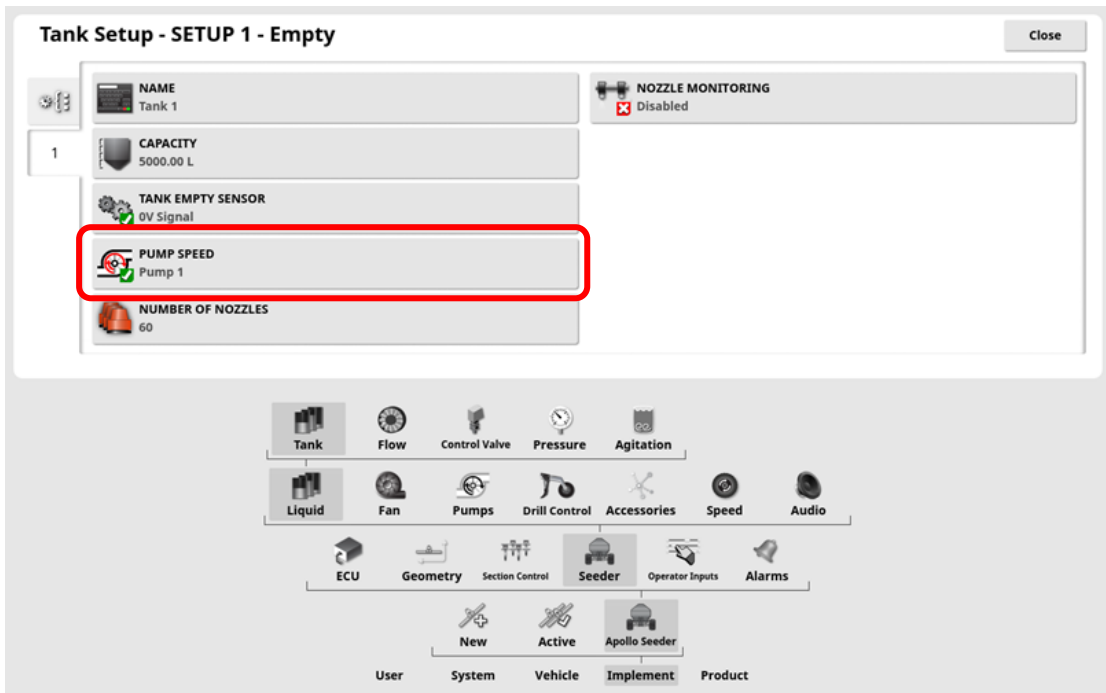 Tank Setup - SETUP 1 - Empty
Close
NAME
Tank 1
NOZZLE MONITORING
Disabled
1
CAPACITY
5000.00 L
TANK EMPTY SENSOR
0V Signal
PUMP SPEED
Pump 1
NUMBER OF NOZZLES
60
Tank Flow Control Valve Pressure Agitation
Liquid Fan Pumps Drill Control Accessories Speed Audio
ECU Geometry Section Control Seeder Operator Inputs Alarms
New Active Apollo Seeder
User System Vehicle Implement Product